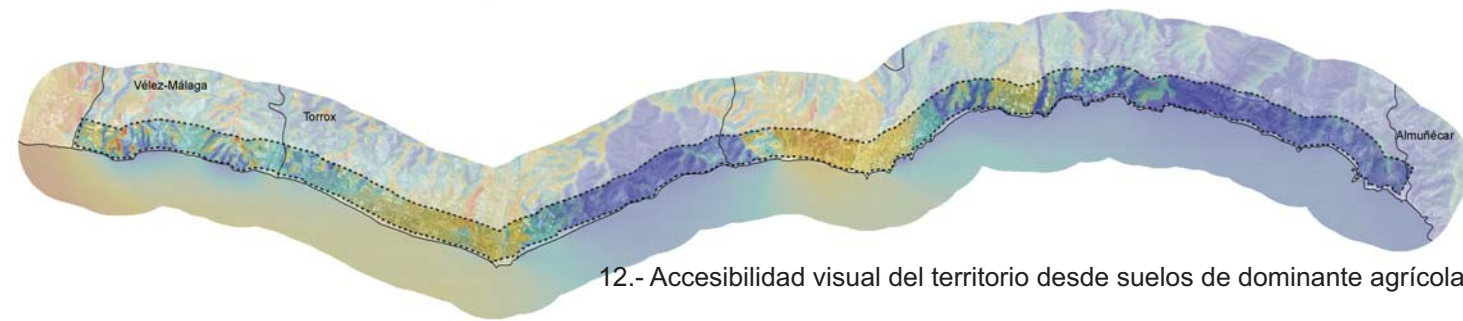 Vélez-Málaga
Torrox
Almuñécar
12.- Accesibilidad visual del territorio desde suelos de dominante agrícola